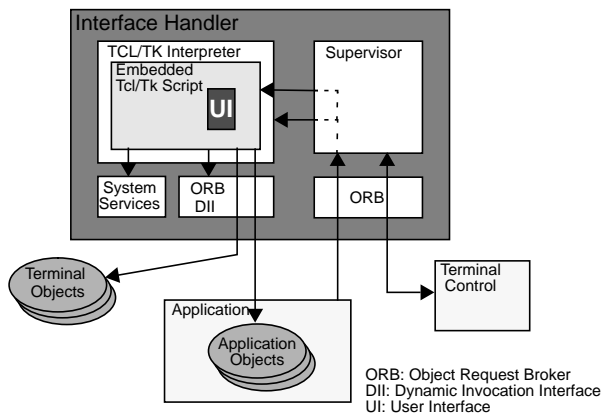 Interface Handler
TCL/TK Interpreter
Embedded
Tcl/Tk Script
UI
Supervisor
System
Services
ORB
DII
ORB
Terminal
Objects
Terminal
Control
Application
Application
Objects
ORB: Object Request Broker
DII: Dynamic Invocation Interface
UI: User Interface